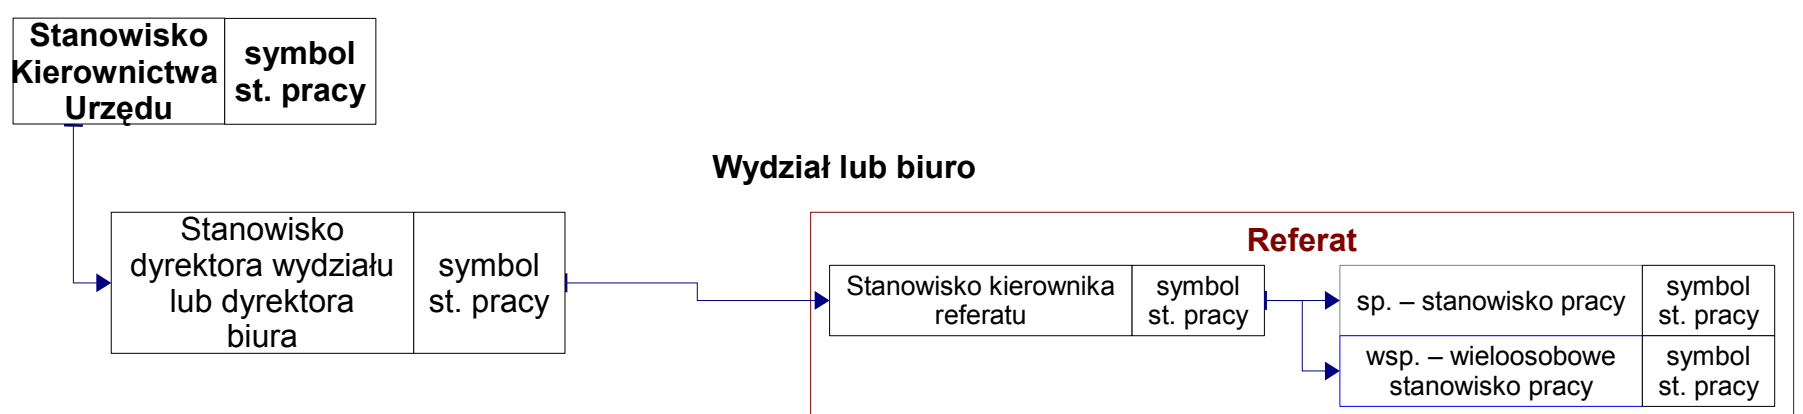 Stanowisko
Kierownictwa
Urzędu
symbol
st. pracy
Wydział lub biuro
Stanowisko
dyrektora wydziału
lub dyrektora
biura
symbol
st. pracy
Referat
Stanowisko kierownika
referatu
symbol
st. pracy
sp. – stanowisko pracy
symbol
st. pracy
wsp. – wieloosobowe
stanowisko pracy
symbol
st. pracy